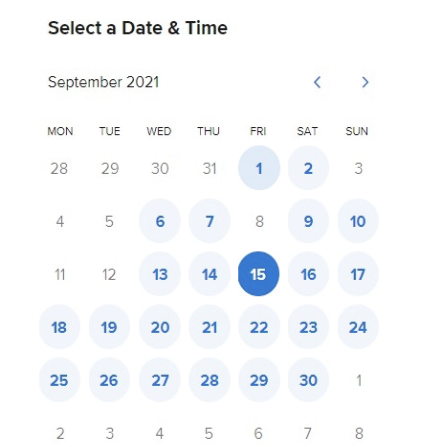 Select a Date & Time
September 2021
MON TUE WED THU FRI SAT SUN
28 29 30 31 1 2 3
4 5 6 7 8 9 10
11 12 13 14 15 16 17
18 19 20 21 22 23 24
25 26 27 28 29 30 1
2 3 4 5 6 7 8